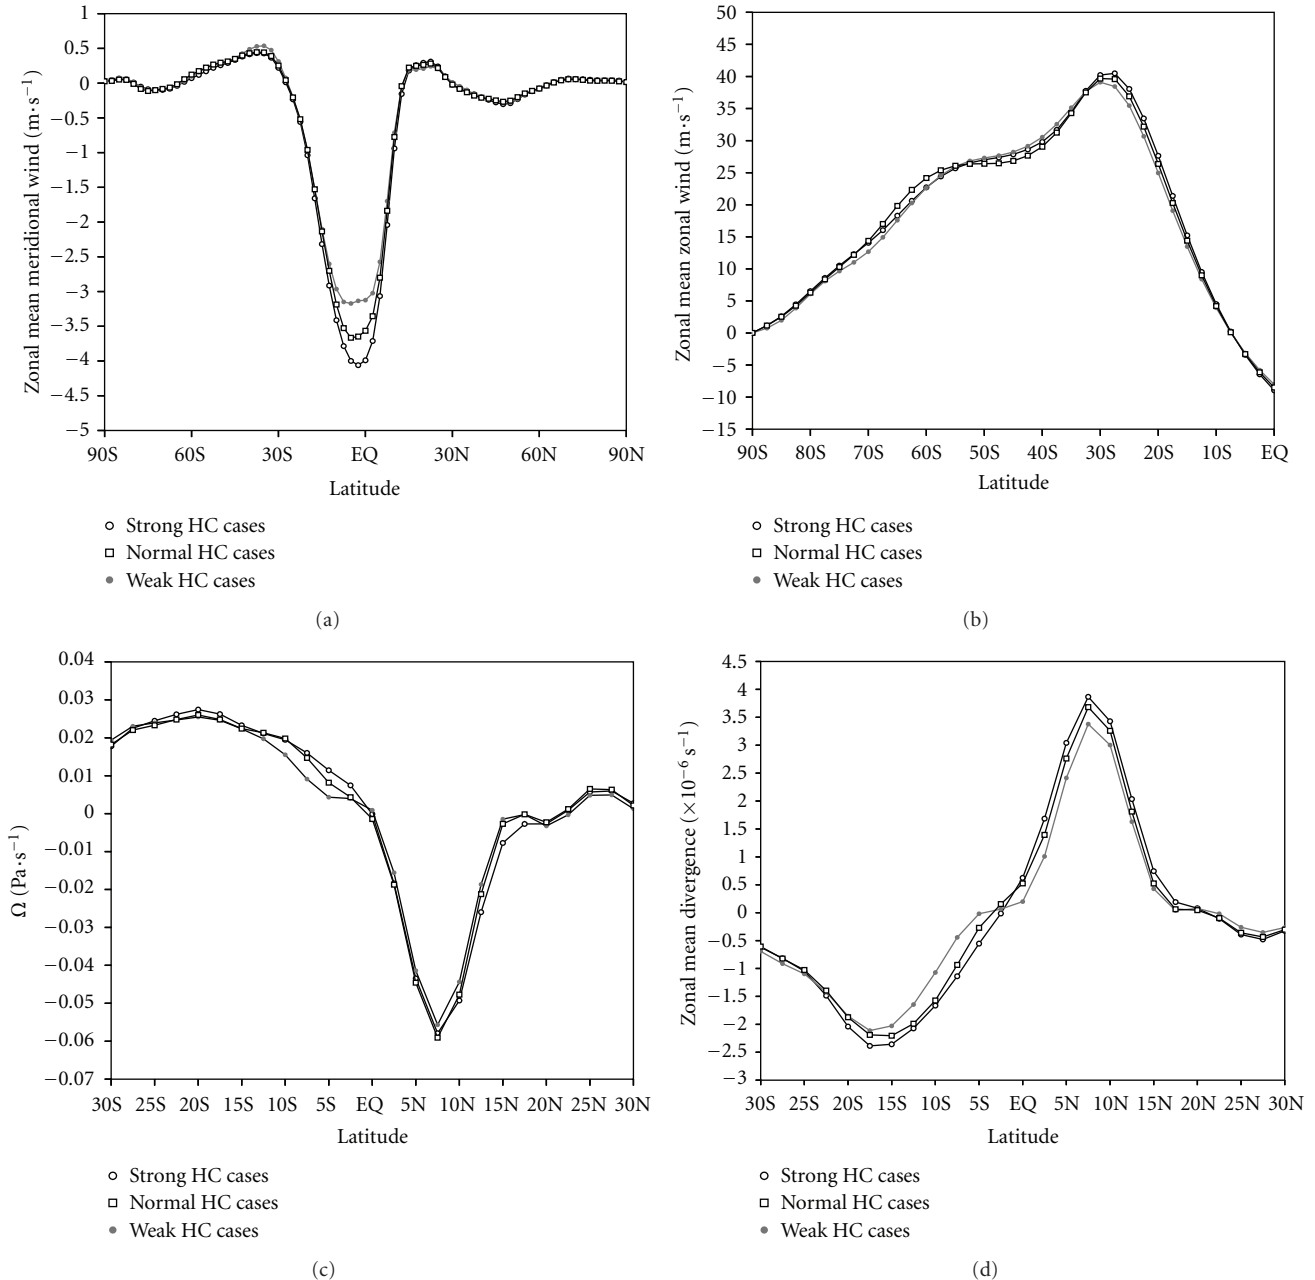 1
0.5
0
−0.5
−1
−1.5
−2
−2.5
−3
−3.5
−4
−4.5
−5
Zonal mean meridional wind (m·s−1)
90S 60S 30S EQ 30N 60N 90N
Latitude
Strong HC cases
Normal HC cases
Weak HC cases
(a)
50
45
40
35
30
25
20
15
10
5
0
−5
−10
−15
Zonal mean zonal wind (m·s−1)
90S 80S 70S 60S 50S 40S 30S 20S 10S EQ
Latitude
Strong HC cases
Normal HC cases
Weak HC cases
(b)
0.04
0.03
0.02
0.01
0
−0.01
−0.02
−0.03
−0.04
−0.05
−0.06
−0.07
Ω (Pa·s−1)
30S 25S 20S 15S 10S 5S EQ 5N 10N 15N 20N 25N 30N
Latitude
Strong HC cases
Normal HC cases
Weak HC cases
(c)
4.5
4
3.5
3
2.5
2
1.5
1
0.5
0
−0.5
−1
−1.5
−2
−2.5
−3
Zonal mean divergence (×10−6 s−1)
30S 25S 20S 15S 10S 5S EQ 5N 10N 15N 20N 25N 30N
Latitude
Strong HC cases
Normal HC cases
Weak HC cases
(d)